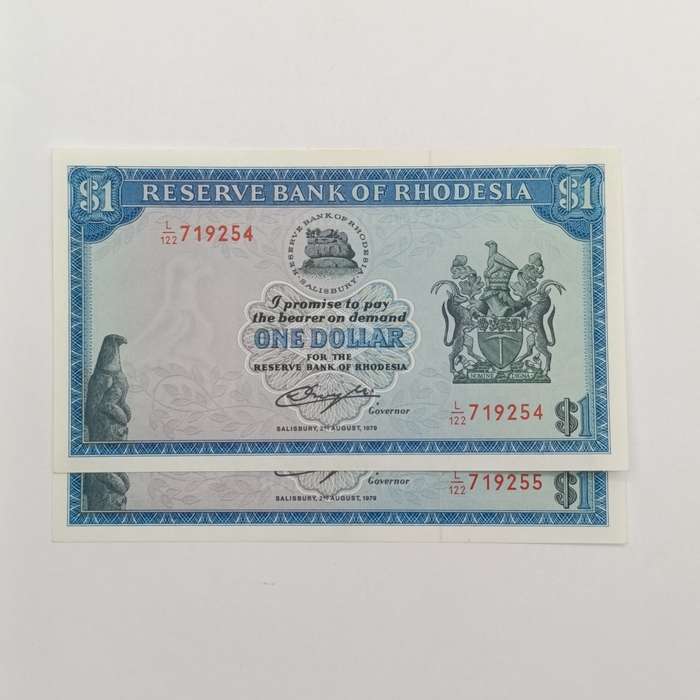 $1 RESERVE BANK OF RHODESIA $1
L/122 719254
RESERVE BANK OF RHODESIA
SALISBURY
I promise to pay
the bearer on demand
ONE DOLLAR
FOR THE
RESERVE BANK OF RHODESIA
Governor
L/122 719254 $1
SALISBURY, 2ND AUGUST, 1979
Governor
L/122 719255 $1
SALISBURY, 2ND AUGUST, 1979